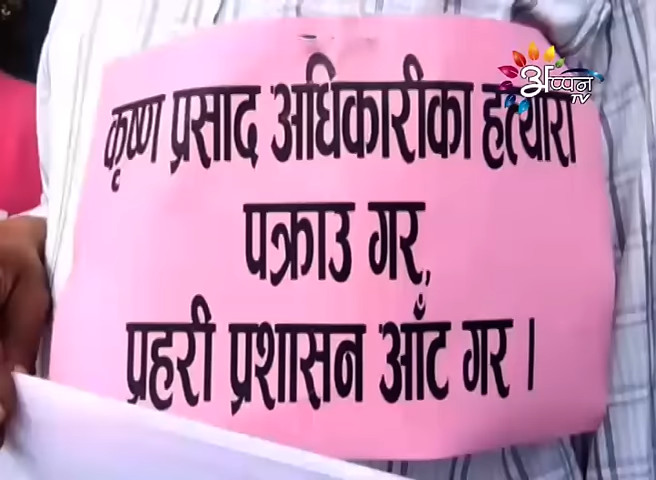 अप्पन
TV
कृष्ण प्रसाद अधिकारीका हत्यारा
पक्राउ गर,
प्रहरी प्रशासन आँट गर ।